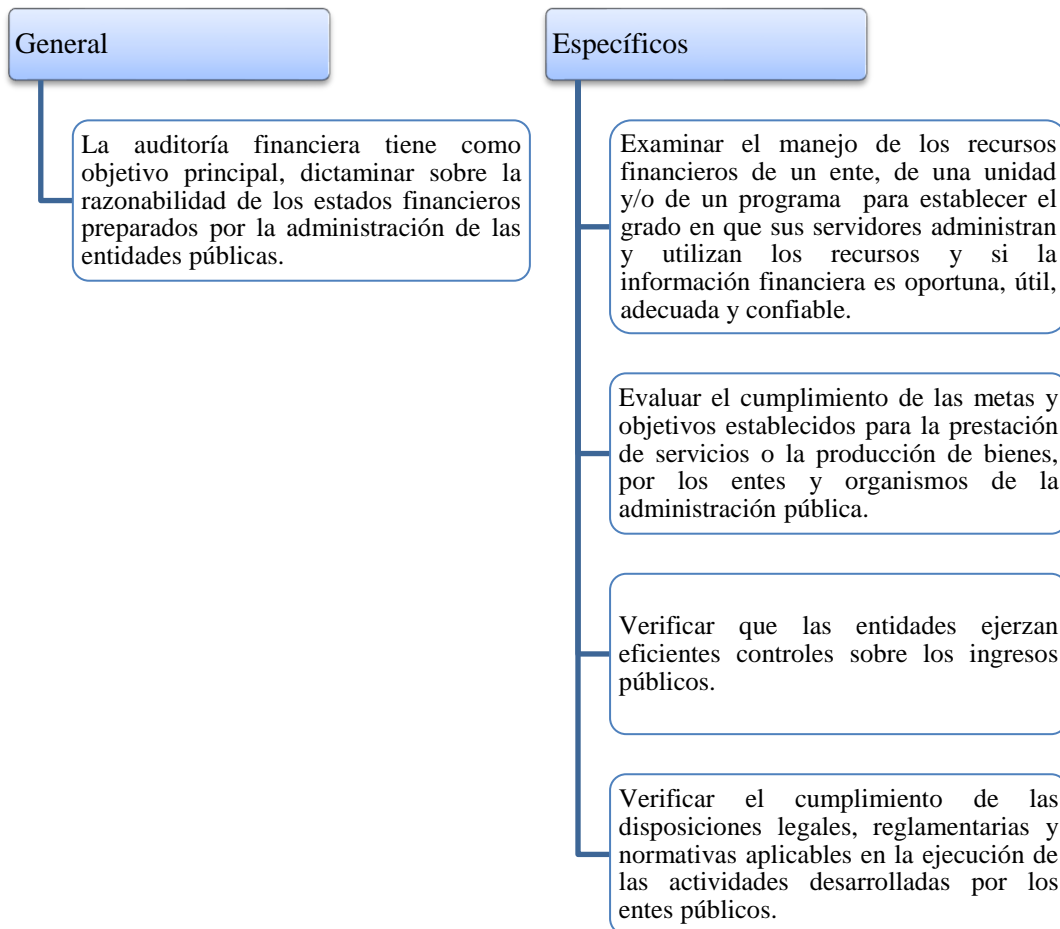 General
La auditoría financiera tiene como
objetivo principal, dictaminar sobre la
razonabilidad de los estados financieros
preparados por la administración de las
entidades públicas.
Específicos
Examinar el manejo de los recursos
financieros de un ente, de una unidad
y/o de un programa para establecer el
grado en que sus servidores administran
y utilizan los recursos y si la
información financiera es oportuna, útil,
adecuada y confiable.
Evaluar el cumplimiento de las metas y
objetivos establecidos para la prestación
de servicios o la producción de bienes,
por los entes y organismos de la
administración pública.
Verificar que las entidades ejerzan
eficientes controles sobre los ingresos
públicos.
Verificar el cumplimiento de las
disposiciones legales, reglamentarias y
normativas aplicables en la ejecución de
las actividades desarrolladas por los
entes públicos.